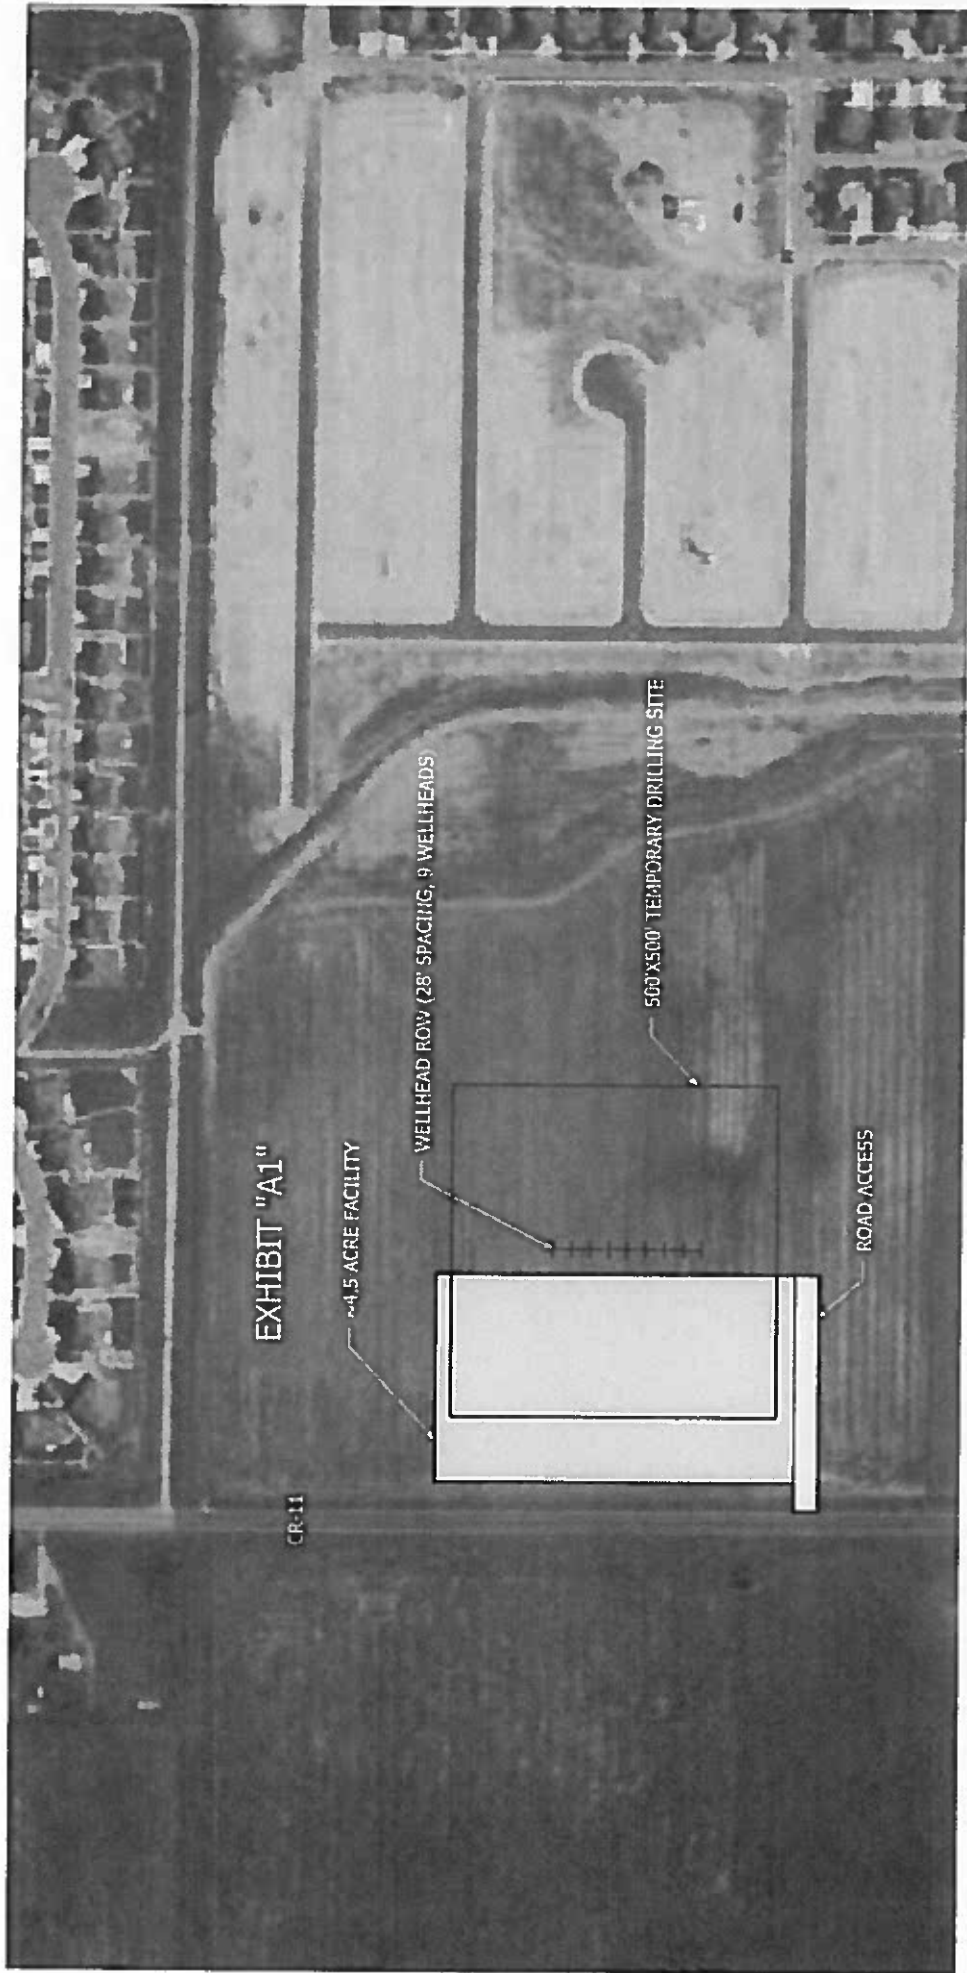 EXHIBIT "A1"
~4.5 ACRE FACILITY
WELLHEAD ROW (28' SPACING, 9 WELLHEADS)
500'X500' TEMPORARY DRILLING SITE
ROAD ACCESS
CR-11